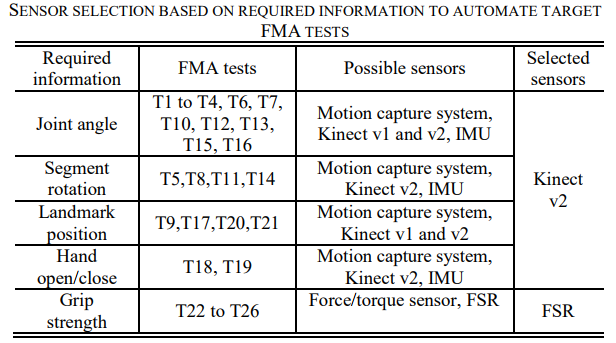 SENSOR SELECTION BASED ON REQUIRED INFORMATION TO AUTOMATE TARGET
FMA TESTS
Required
information
FMA tests
Possible sensors
Selected
sensors
Joint angle
T1 to T4, T6, T7,
T10, T12, T13,
T15, T16
Motion capture system,
Kinect v1 and v2, IMU
Kinect
v2
Segment
rotation
T5,T8,T11,T14
Motion capture system,
Kinect v2, IMU
Landmark
position
T9,T17,T20,T21
Motion capture system,
Kinect v1 and v2
Hand
open/close
T18, T19
Motion capture system,
Kinect v2, IMU
Grip
strength
T22 to T26
Force/torque sensor, FSR
FSR